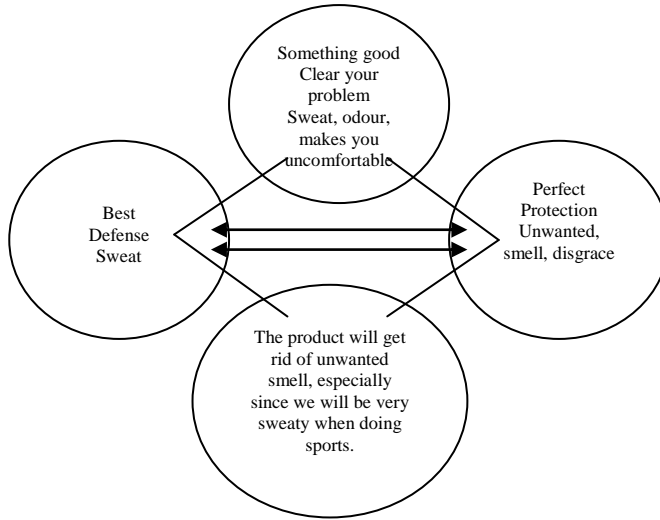 Something good
Clear your
problem
Sweat, odour,
makes you
uncomfortable
Best
Defense
Sweat
Perfect
Protection
Unwanted,
smell, disgrace
The product will get
rid of unwanted
smell, especially
since we will be very
sweaty when doing
sports.